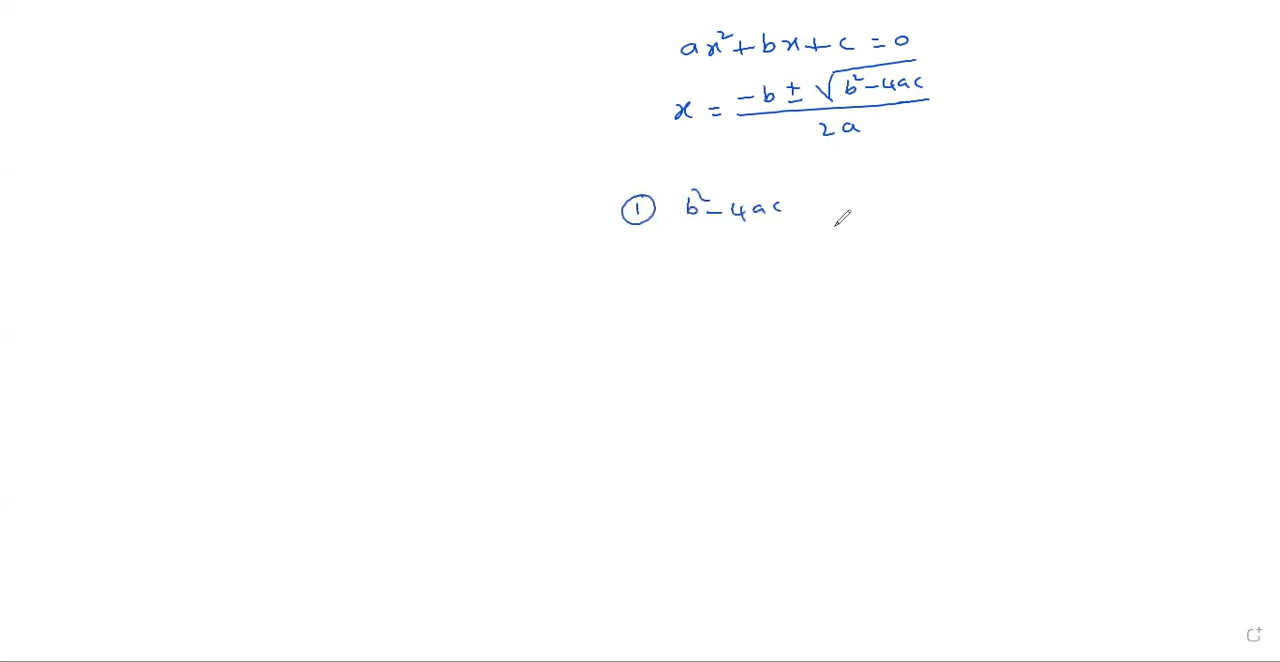 ax²+bx+c=0
x = (-b ± √(b²-4ac))/2a
① b²-4ac